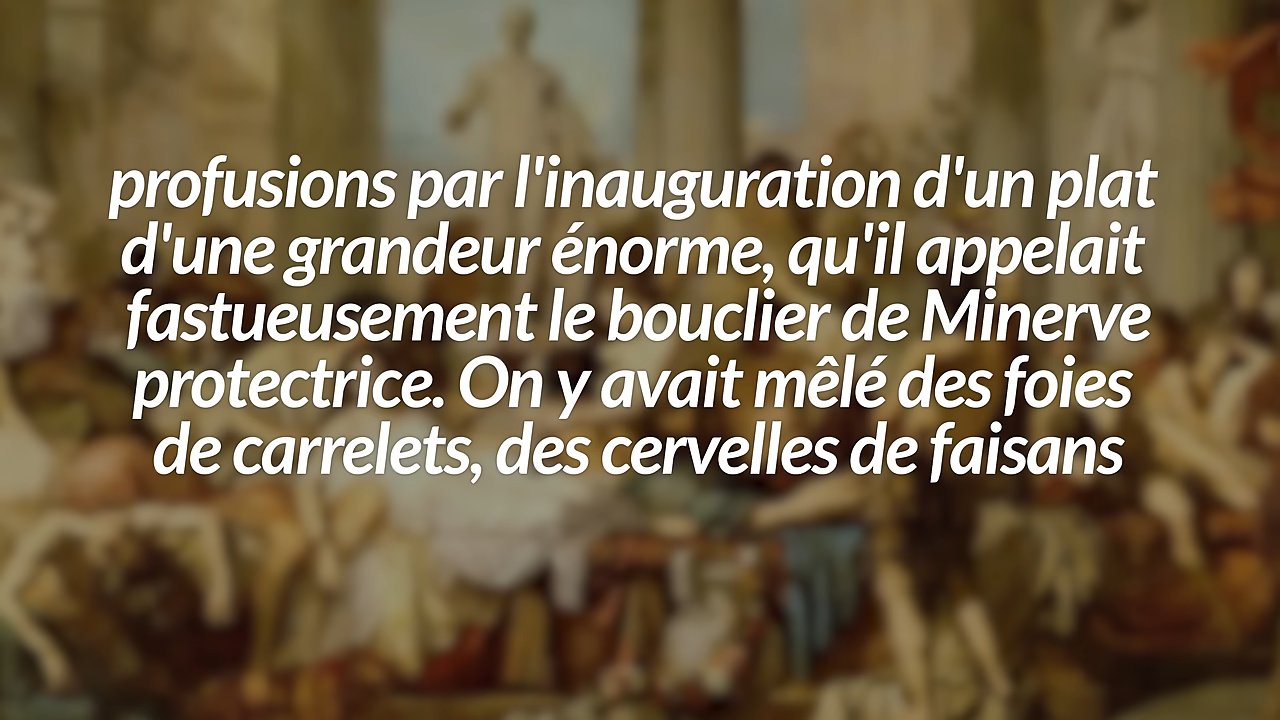 profusions par l'inauguration d'un plat
d'une grandeur énorme, qu'il appelait
fastueusement le bouclier de Minerve
protectrice. On y avait mêlé des foies
de carrelets, des cervelles de faisans